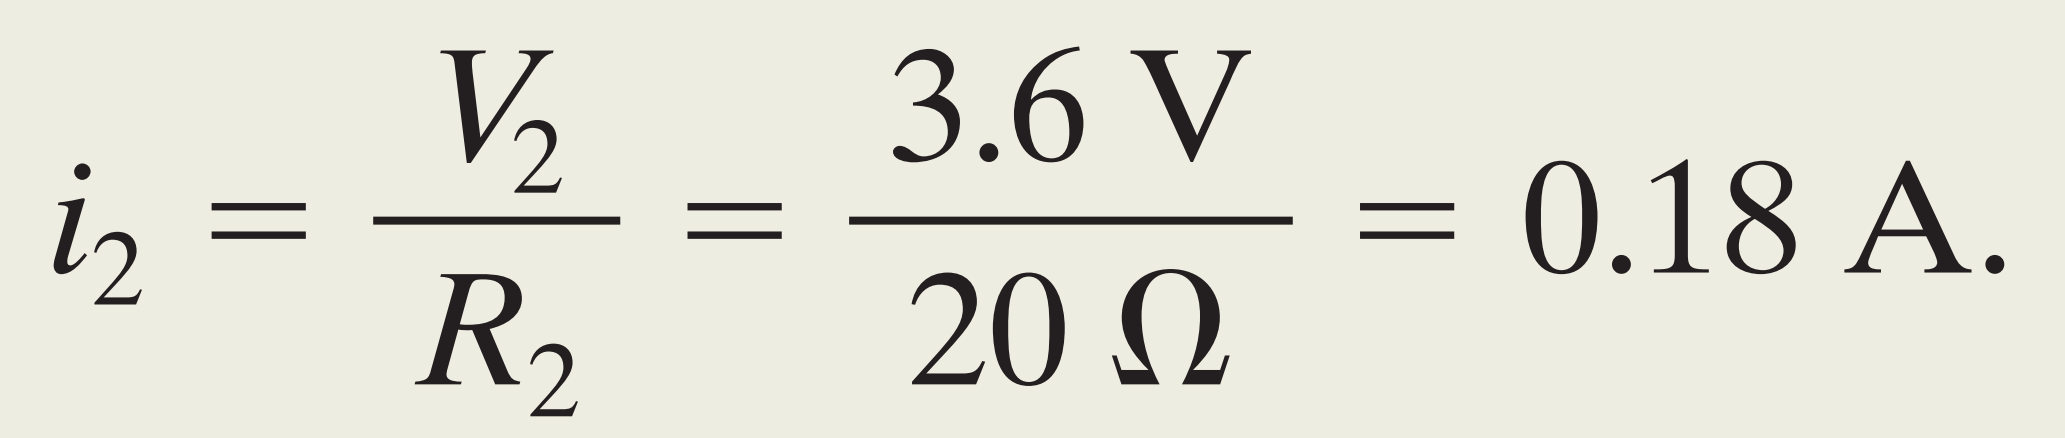 i₂ = V₂/R₂ = 3.6 V/20 Ω = 0.18 A.